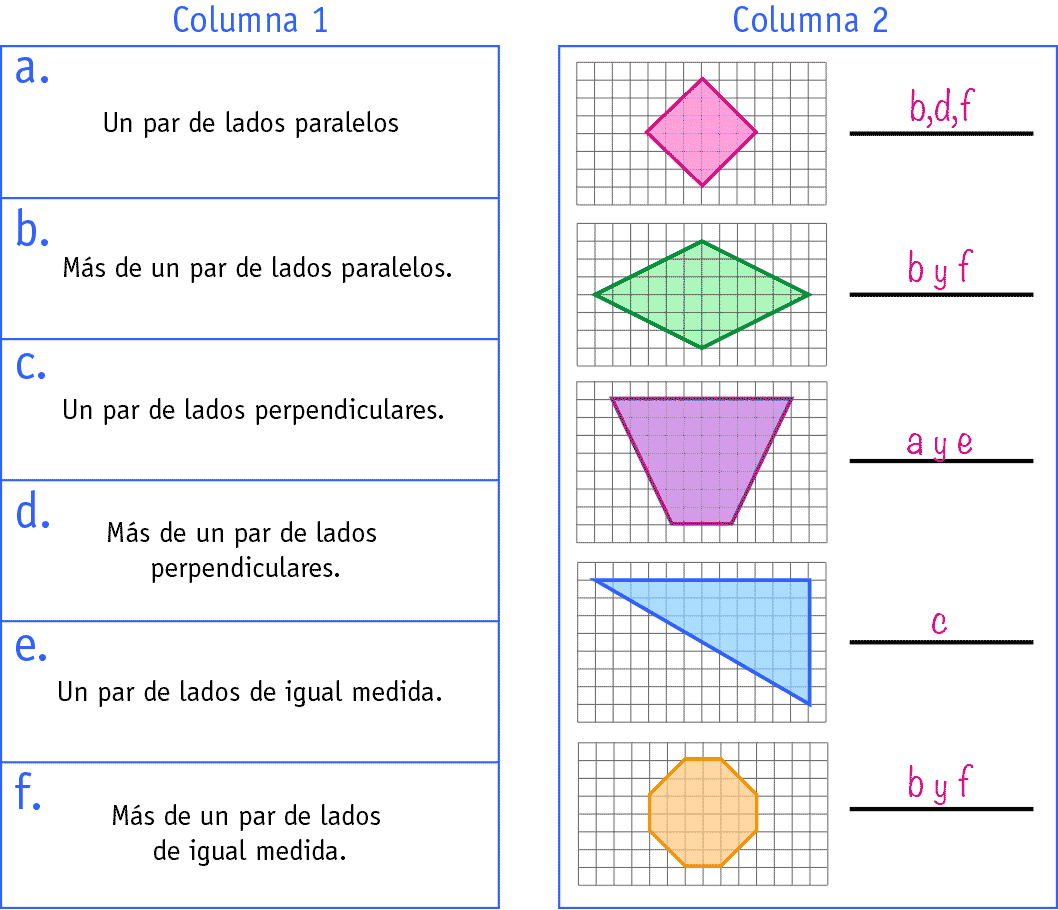 Columna 1
a.
Un par de lados paralelos
b.
Más de un par de lados paralelos.
c.
Un par de lados perpendiculares.
d.
Más de un par de lados
perpendiculares.
e.
Un par de lados de igual medida.
f.
Más de un par de lados
de igual medida.
Columna 2
b,d,f
b y f
a y e
c
b y f